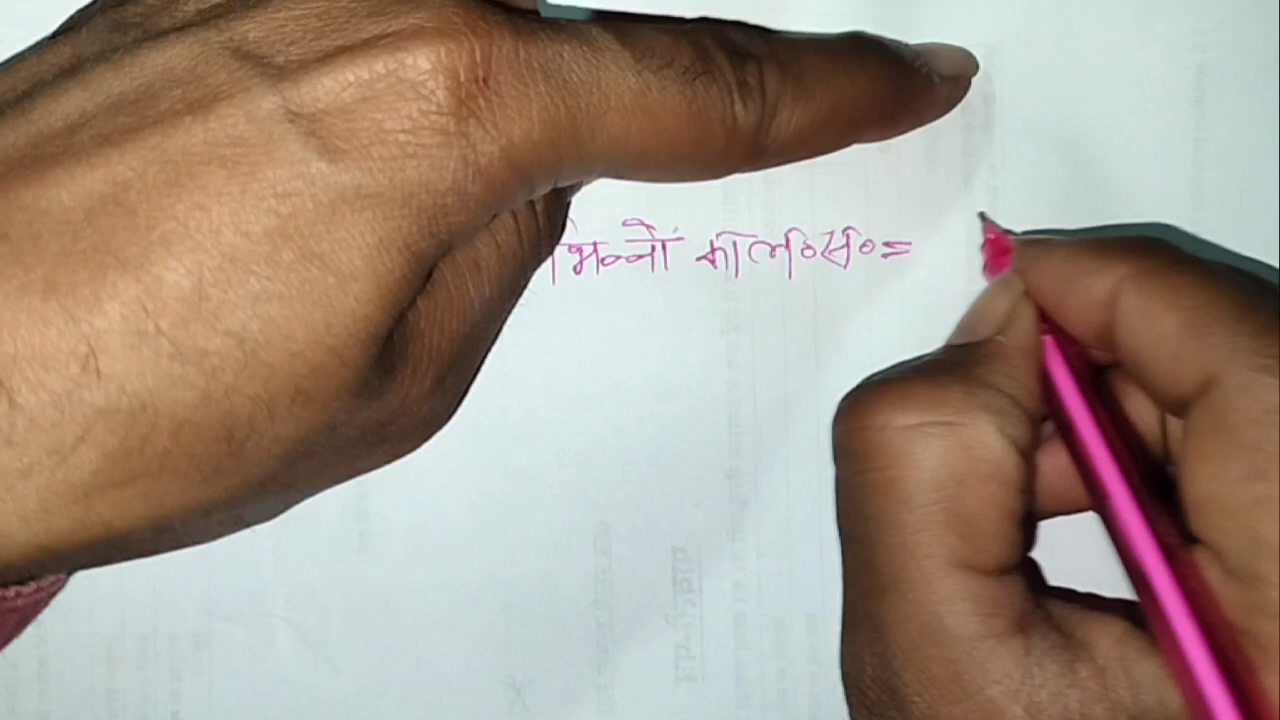 भिन्नों का ल०स० =